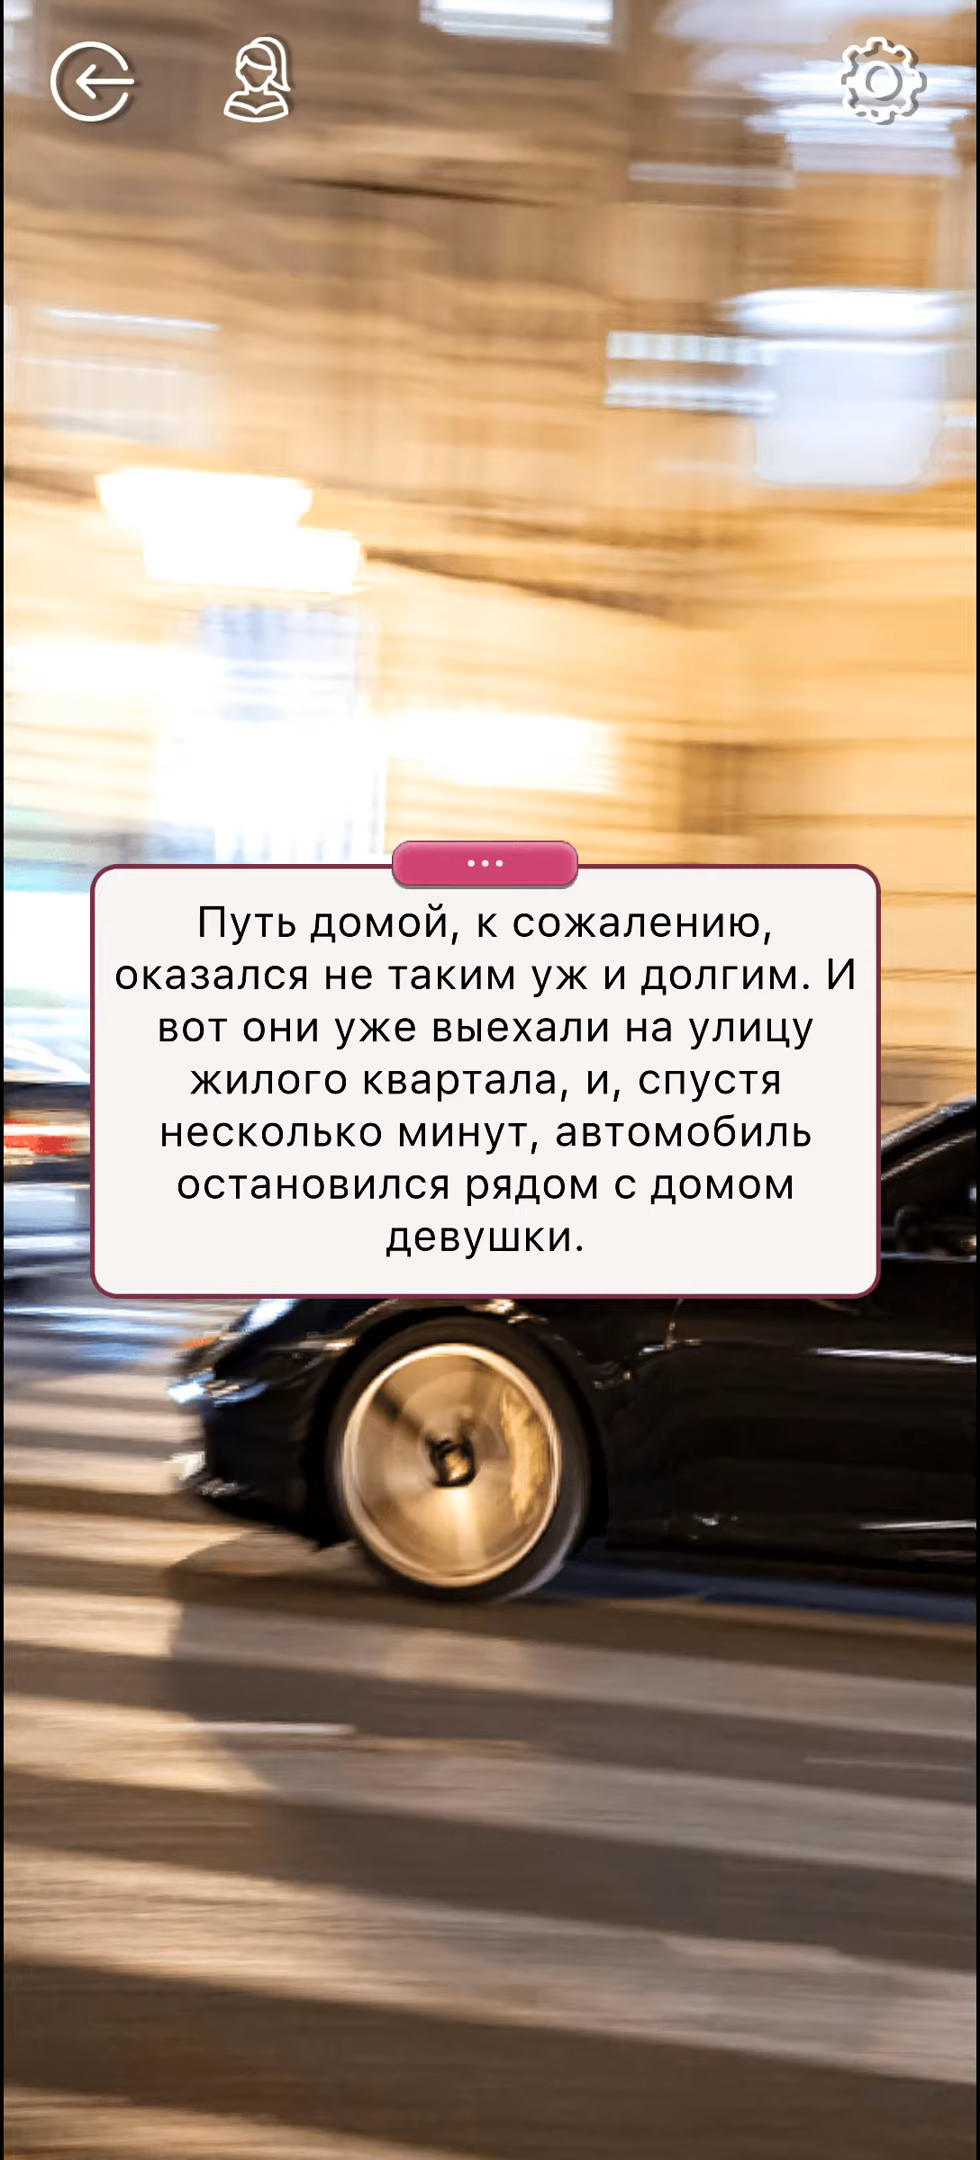 Путь домой, к сожалению,
оказался не таким уж и долгим. И
вот они уже выехали на улицу
жилого квартала, и, спустя
несколько минут, автомобиль
остановился рядом с домом
девушки.